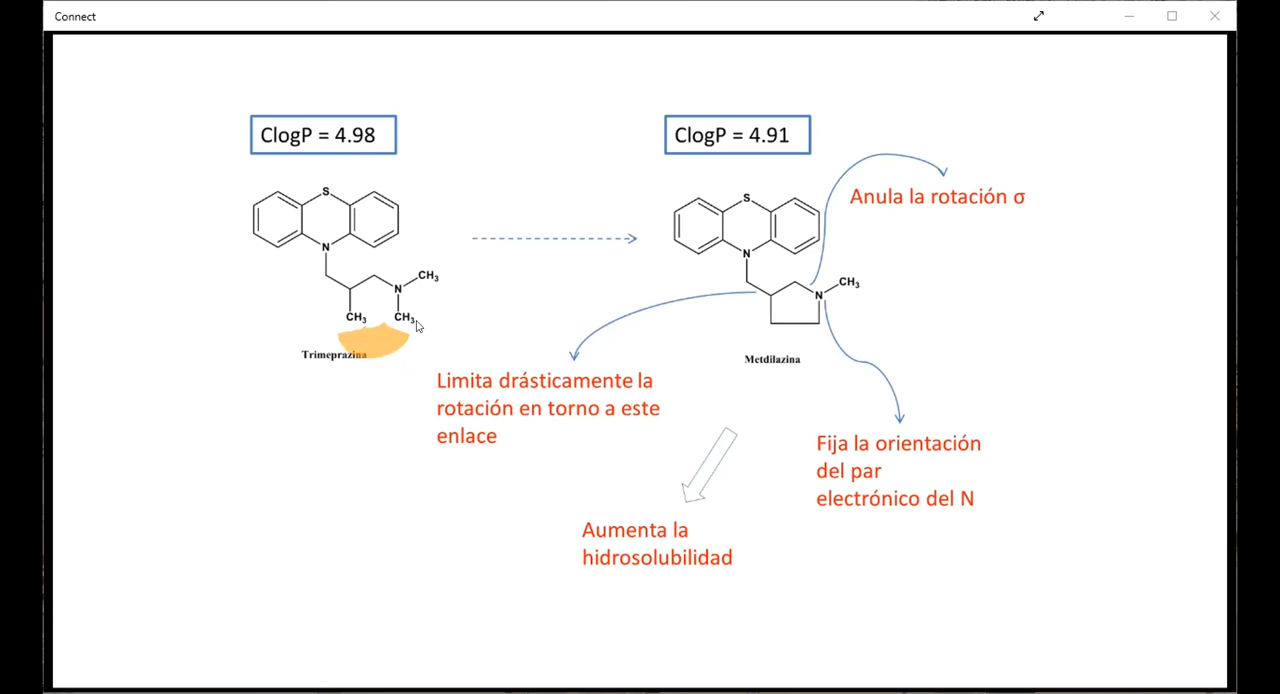 Connect
ClogP = 4.98
ClogP = 4.91
Anula la rotación σ
S
N
N
CH3
CH3
CH3
Trimeprazina
S
N
N
CH3
Metdilazina
Limita drásticamente la
rotación en torno a este
enlace
Fija la orientación
del par
electrónico del N
Aumenta la
hidrosolubilidad